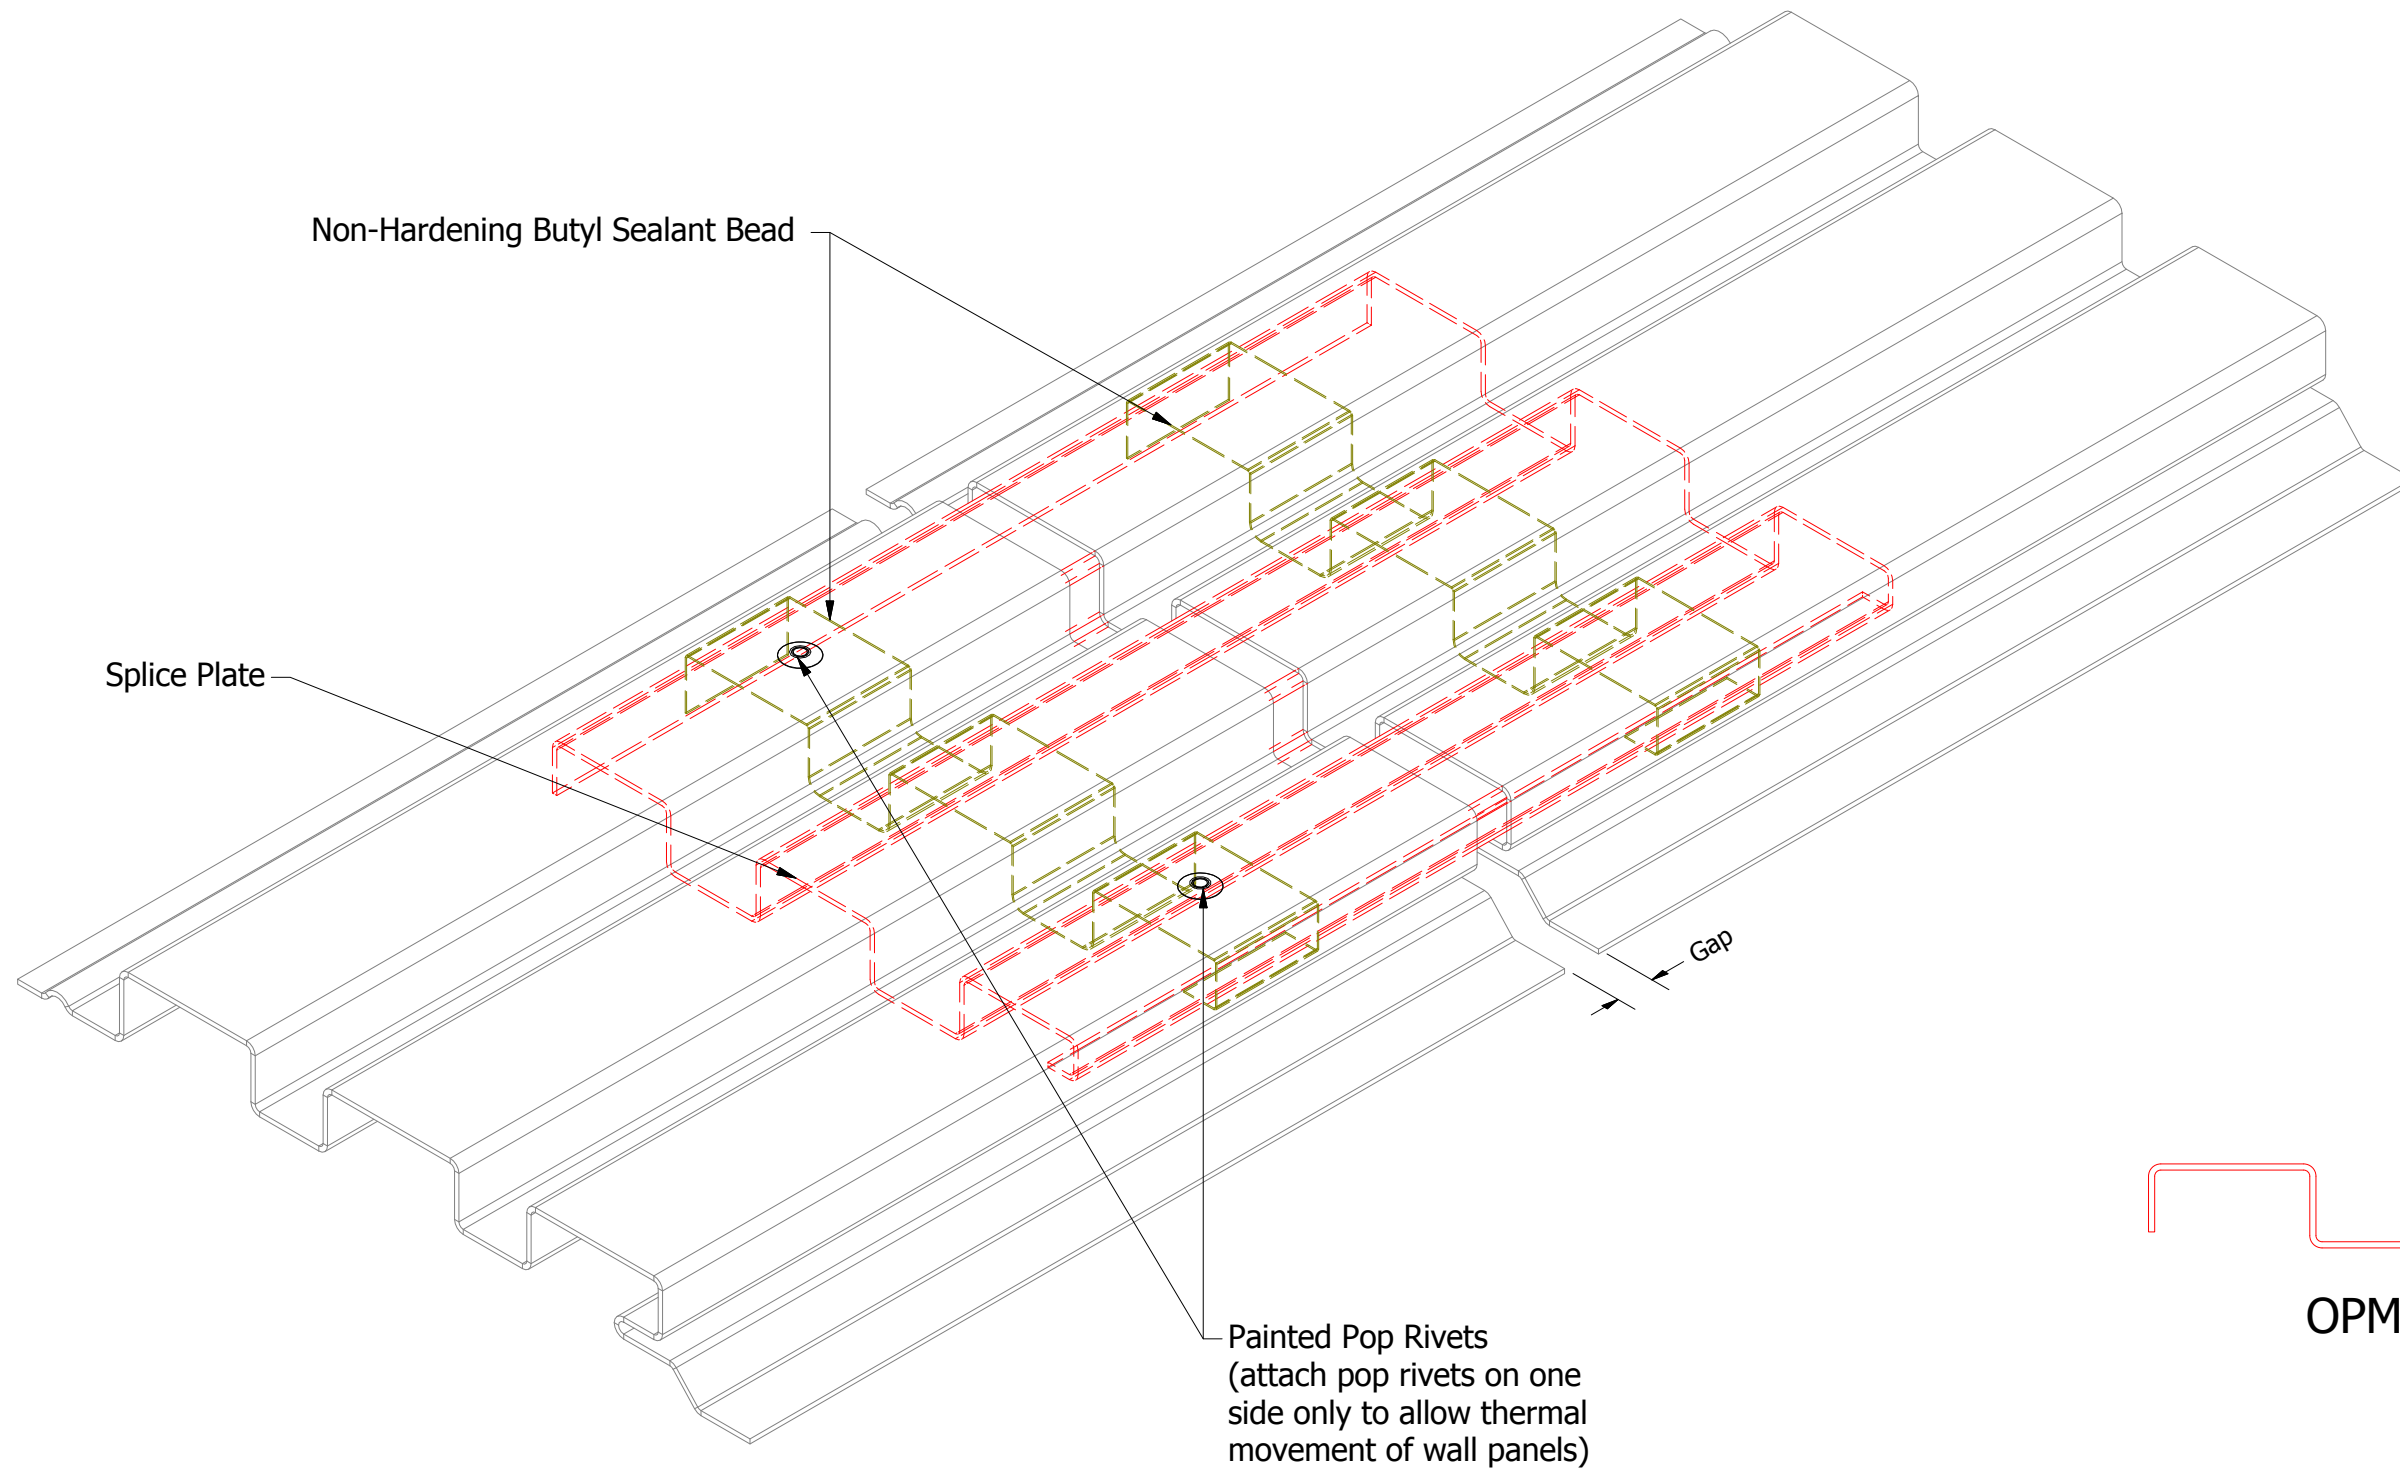 Non-Hardening Butyl Sealant Bead
Splice Plate
Gap
OPM
Painted Pop Rivets
(attach pop rivets on one
side only to allow thermal
movement of wall panels)